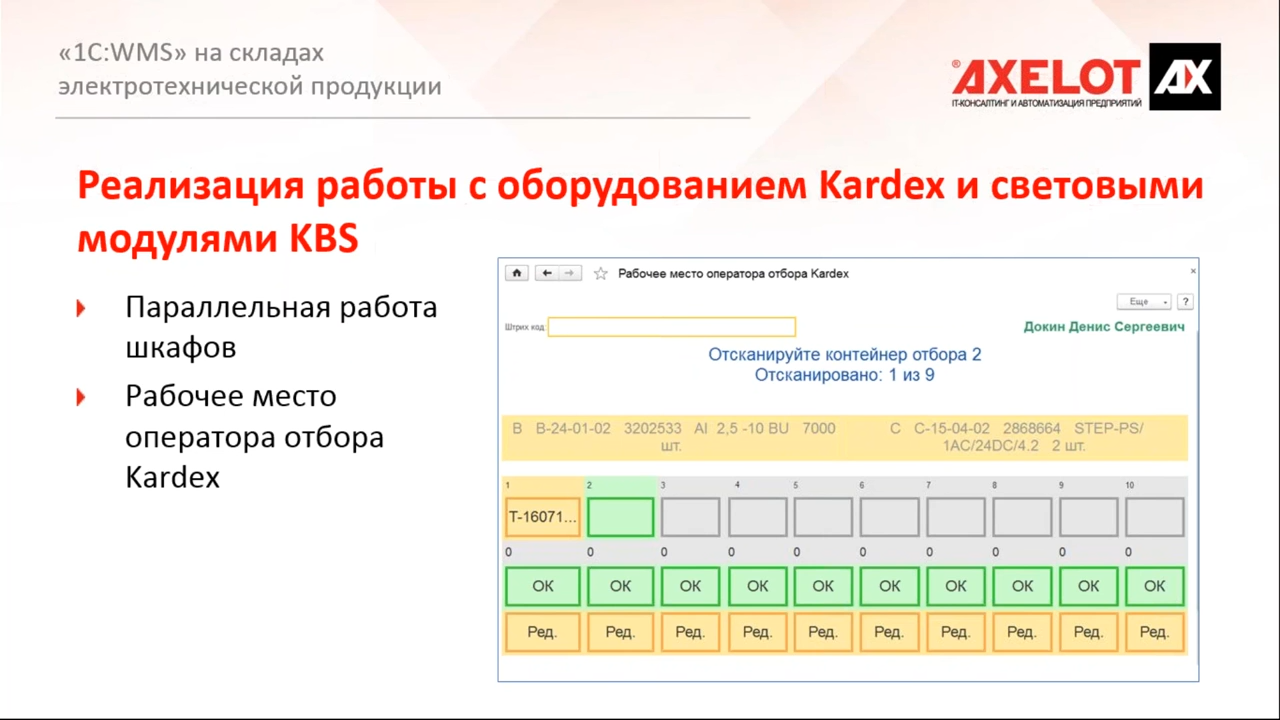 «1С:WMS» на складах
электротехнической продукции
®AXELOT AX
IT-КОНСАЛТИНГ И АВТОМАТИЗАЦИЯ ПРЕДПРИЯТИЙ
Реализация работы с оборудованием Kardex и световыми
модулями KBS
Параллельная работа
шкафов
Рабочее место
оператора отбора
Kardex
Рабочее место оператора отбора Kardex ×
Еще ?
Штрих код:
Докин Денис Сергеевич
Отсканируйте контейнер отбора 2
Отсканировано: 1 из 9
B B-24-01-02 3202533 AI 2,5 -10 BU 7000
шт.
C C-15-04-02 2868664 STEP-PS/
1AC/24DC/4.2 2 шт.
1 2 3 4 5 6 7 8 9 10
Т-16071...
0 0 0 0 0 0 0 0 0 0
ОК ОК ОК ОК ОК ОК ОК ОК ОК ОК
Ред. Ред. Ред. Ред. Ред. Ред. Ред. Ред. Ред. Ред.